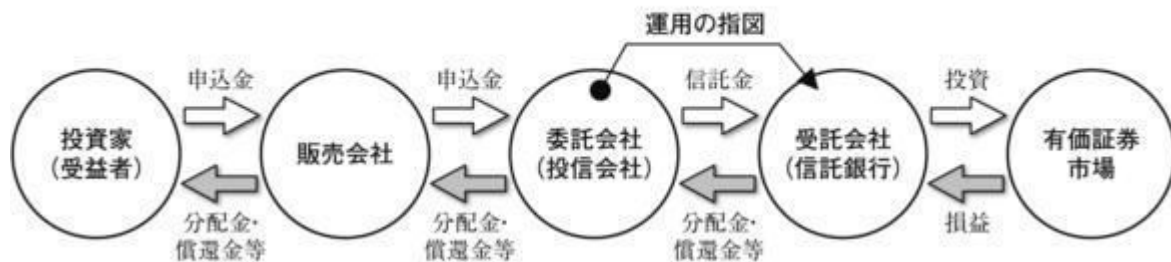 運用の指図
申込金
申込金
信託金
投資
投資家
(受益者)
販売会社
委託会社
(投信会社)
受託会社
(信託銀行)
有価証券
市場
分配金・
償還金等
分配金・
償還金等
分配金・
償還金等
損益